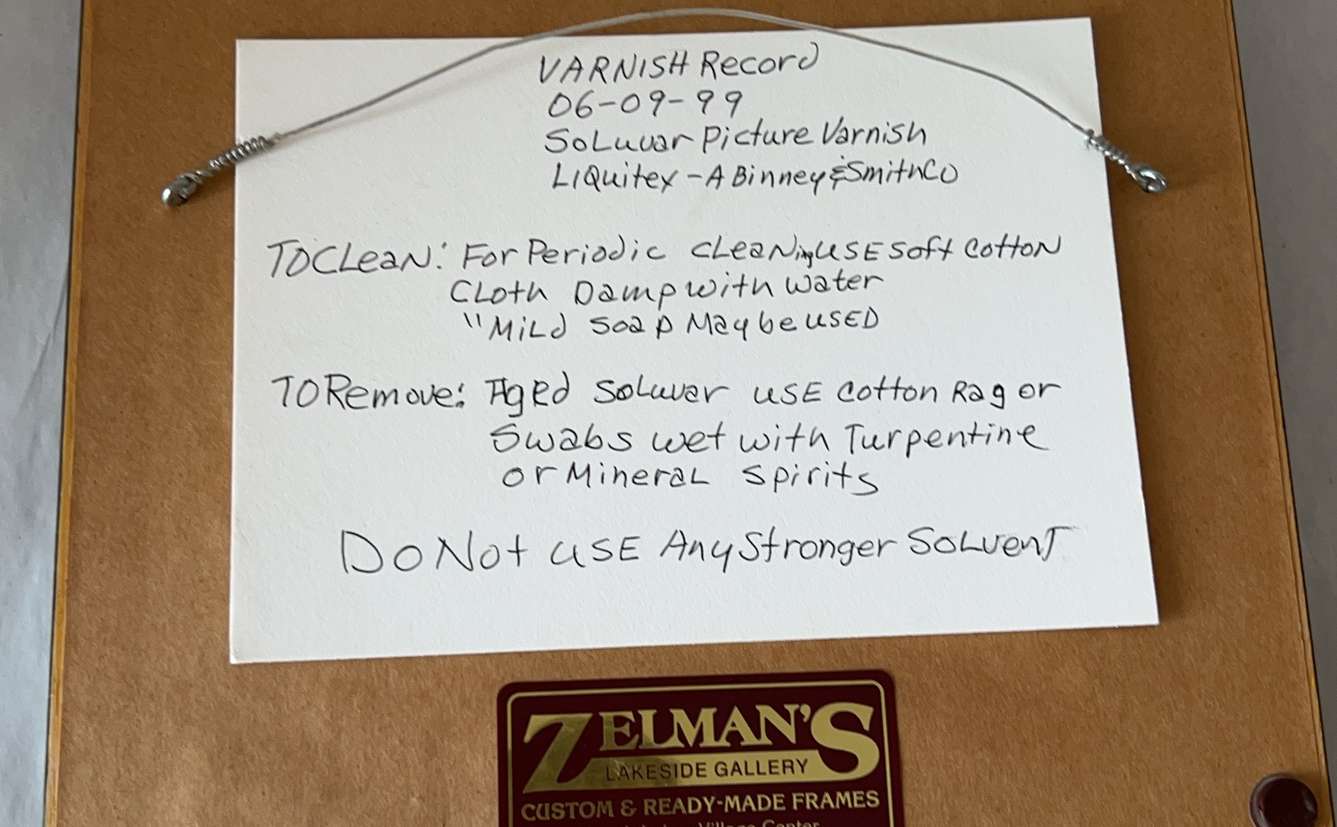 VARNISH Record
06-09-99
Soluvar Picture Varnish
Liquitex - A Binney & Smith Co
TO CLEAN: For Periodic cleaning USE Soft cotton
CLoth Damp with water
"Mild soap May be USED
TO Remove: Aged Soluvar USE cotton Rag or
Swabs wet with Turpentine
or Mineral spirits
Do Not USE Any Stronger Solvent
ZELMAN'S
LAKESIDE GALLERY
CUSTOM & READY-MADE FRAMES
Village Center